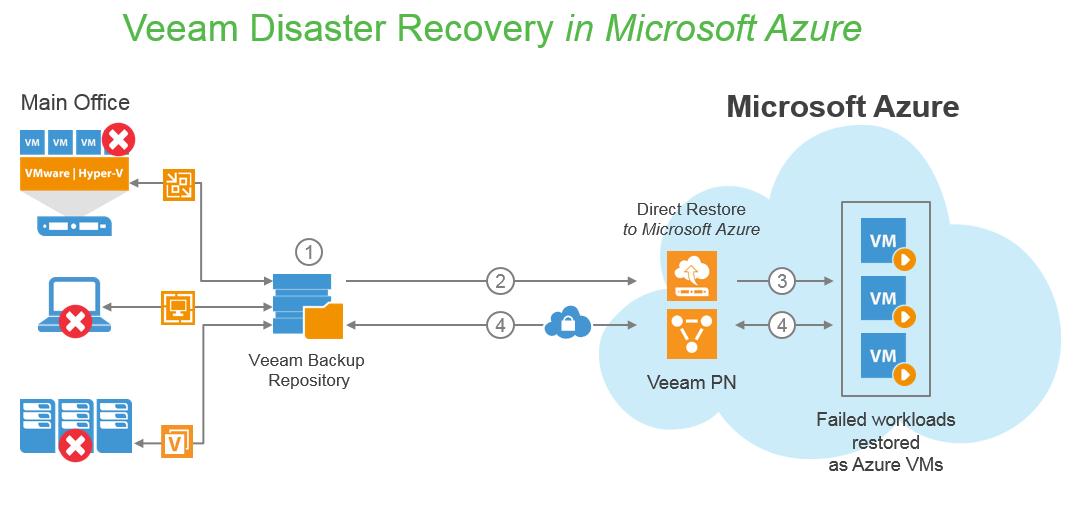 Veeam Disaster Recovery in Microsoft Azure
Main Office
Microsoft Azure
VM VM VM
VMware | Hyper-V
Direct Restore
to Microsoft Azure
1
2
3
4
4
VM
VM
VM
V
Veeam Backup
Repository
Veeam PN
Failed workloads
restored
as Azure VMs